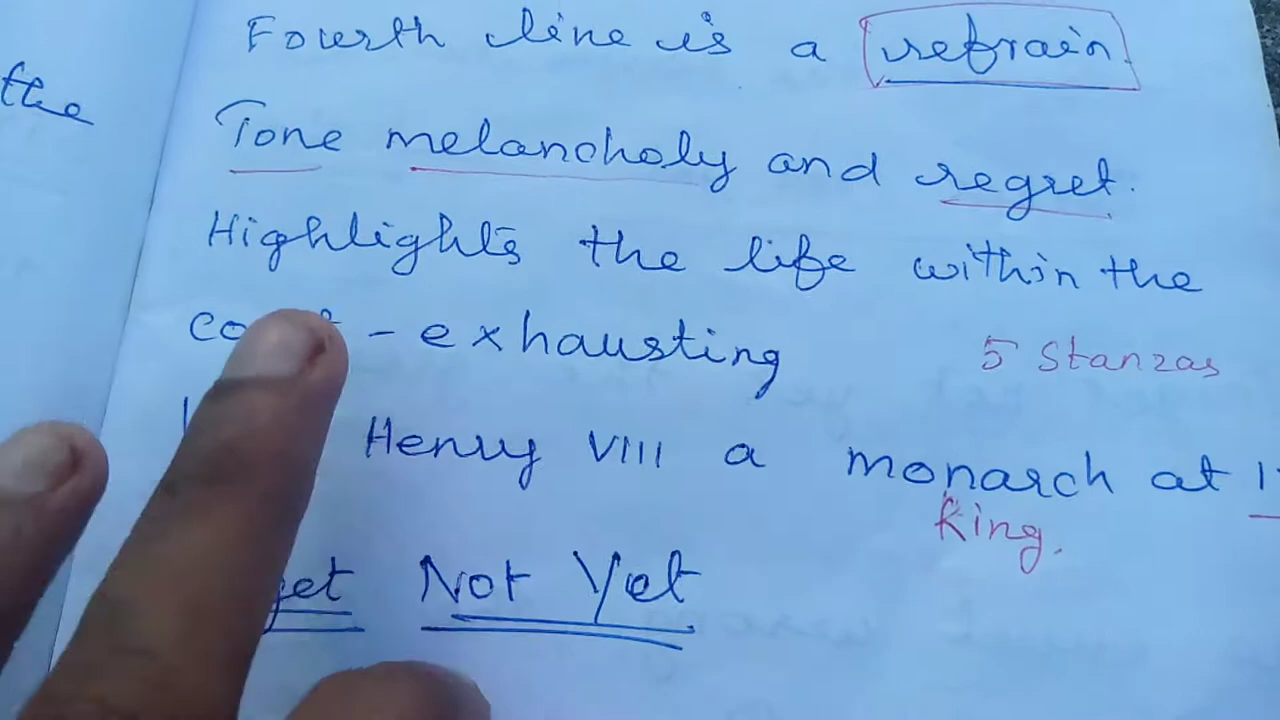 the
Fourth line is a refrain.
Tone melancholy and regret.
Highlights the life within the
- exhausting
5 Stanzas
Henry VIII a monarch at
King.
get Not Yet